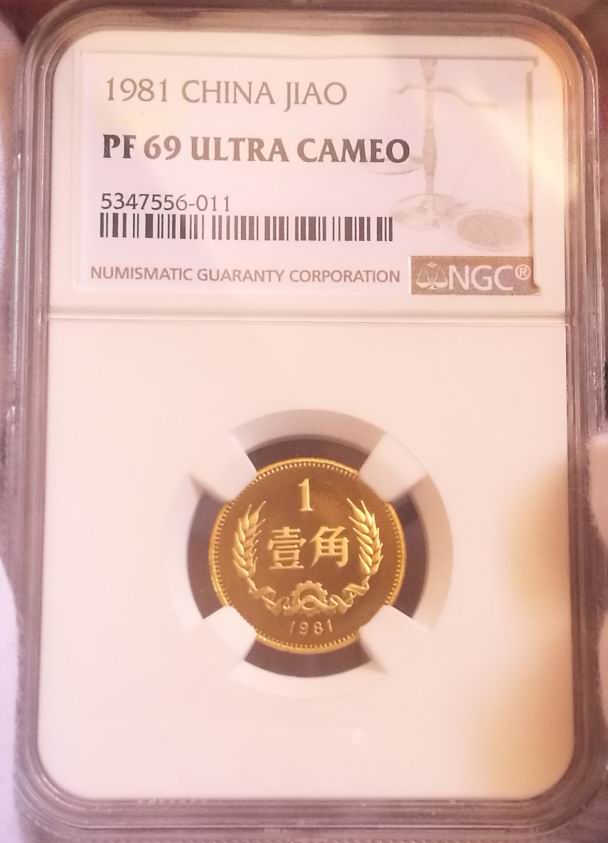 1981 CHINA JIAO
PF 69 ULTRA CAMEO
5347556-011
NUMISMATIC GUARANTY CORPORATION
NGC®
1
壹角
1981